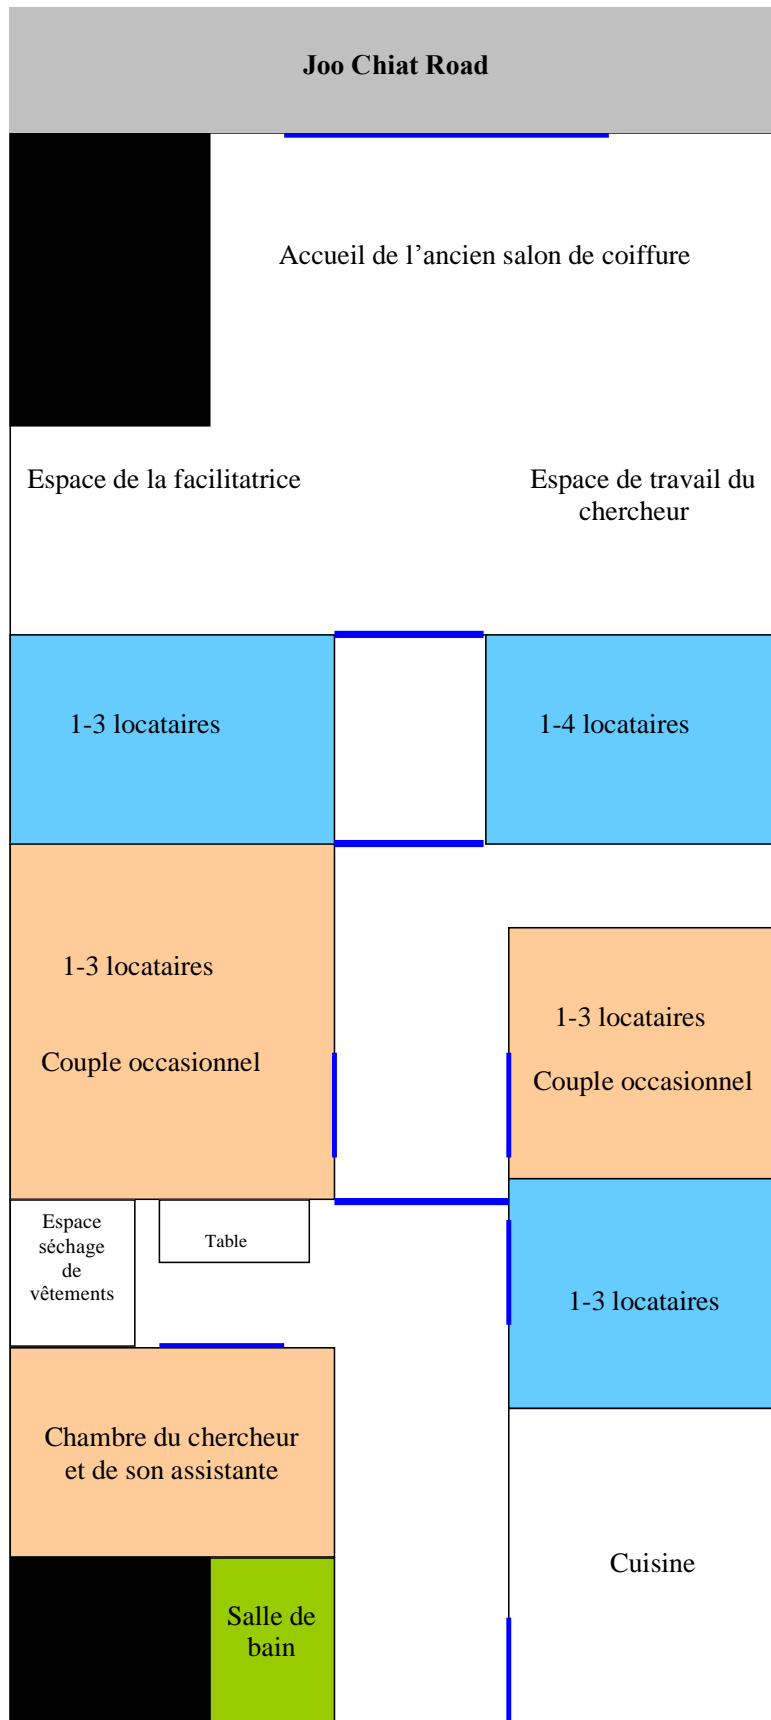 Joo Chiat Road
Accueil de l’ancien salon de coiffure
Espace de la facilitatrice
Espace de travail du
chercheur
1-3 locataires
1-4 locataires
1-3 locataires
Couple occasionnel
1-3 locataires
Couple occasionnel
Espace
séchage
de
vêtements
Table
1-3 locataires
Chambre du chercheur
et de son assistante
Cuisine
Salle de
bain